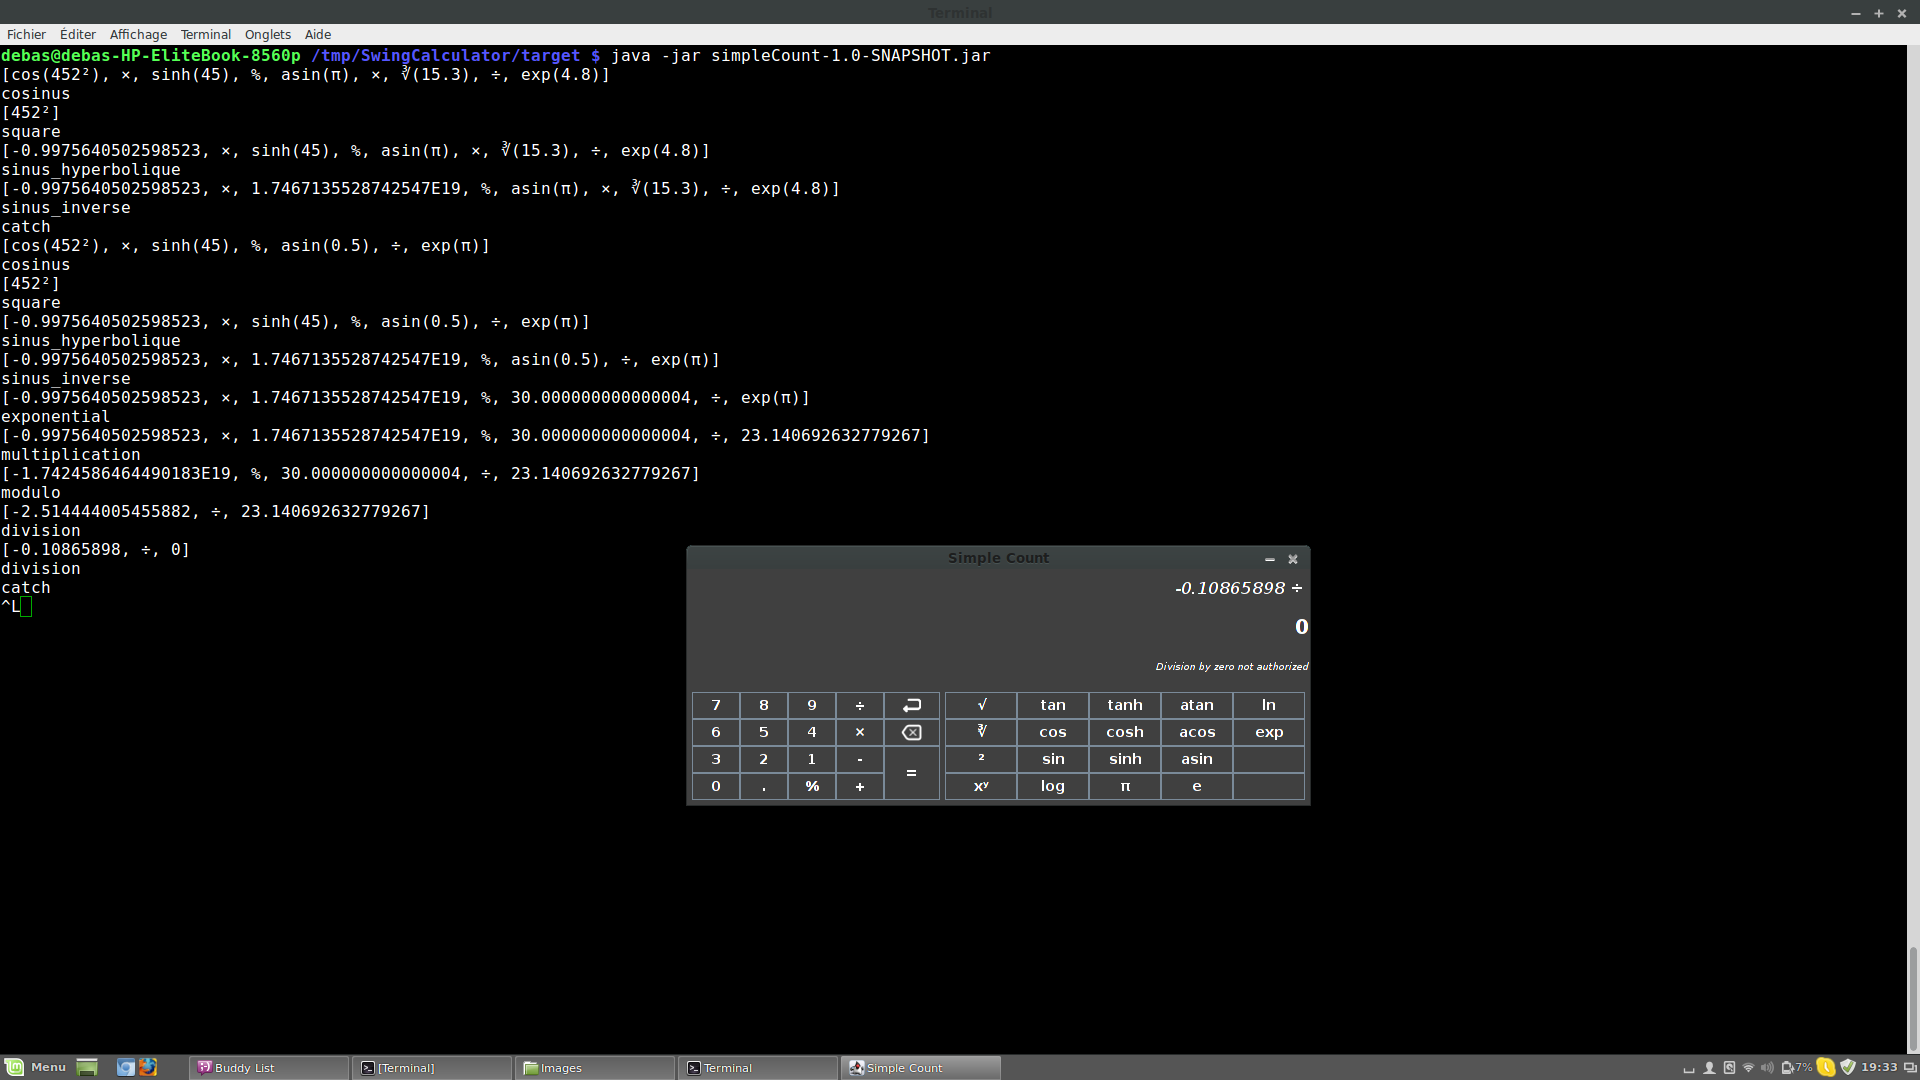 Terminal
Fichier Éditer Affichage Terminal Onglets Aide
debas@debas-HP-EliteBook-8560p /tmp/SwingCalculator/target $ java -jar simpleCount-1.0-SNAPSHOT.jar
[cos(452²), ×, sinh(45), %, asin(π), ×, ∛(15.3), ÷, exp(4.8)]
cosinus
[452²]
square
[-0.9975640502598523, ×, sinh(45), %, asin(π), ×, ∛(15.3), ÷, exp(4.8)]
sinus_hyperbolique
[-0.9975640502598523, ×, 1.7467135528742547E19, %, asin(π), ×, ∛(15.3), ÷, exp(4.8)]
sinus_inverse
catch
[cos(452²), ×, sinh(45), %, asin(0.5), ÷, exp(π)]
cosinus
[452²]
square
[-0.9975640502598523, ×, sinh(45), %, asin(0.5), ÷, exp(π)]
sinus_hyperbolique
[-0.9975640502598523, ×, 1.7467135528742547E19, %, asin(0.5), ÷, exp(π)]
sinus_inverse
[-0.9975640502598523, ×, 1.7467135528742547E19, %, 30.000000000000004, ÷, exp(π)]
exponential
[-0.9975640502598523, ×, 1.7467135528742547E19, %, 30.000000000000004, ÷, 23.140692632779267]
multiplication
[-1.7424586464490183E19, %, 30.000000000000004, ÷, 23.140692632779267]
modulo
[-2.514444005455882, ÷, 23.140692632779267]
division
[-0.10865898, ÷, 0]
division
catch
^L
Simple Count
-0.10865898 ÷
0
Division by zero not authorized
7 8 9 ÷ √ tan tanh atan ln
6 5 4 × ∛ cos cosh acos exp
3 2 1 - = ² sin sinh asin
0 . % + xʸ log π e
Menu Buddy List [Terminal] Images Terminal Simple Count 7% 19:33